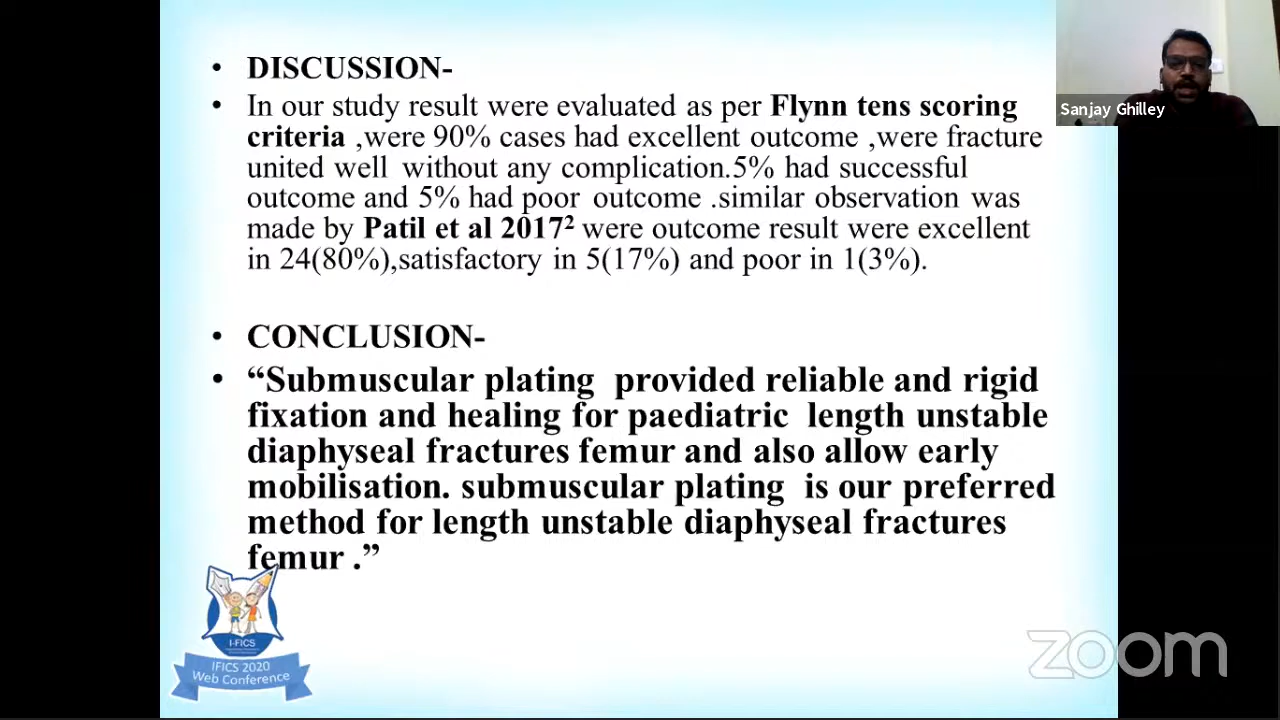 • DISCUSSION-
• In our study result were evaluated as per Flynn tens scoring
criteria ,were 90% cases had excellent outcome ,were fracture
united well without any complication.5% had successful
outcome and 5% had poor outcome .similar observation was
made by Patil et al 2017² were outcome result were excellent
in 24(80%),satisfactory in 5(17%) and poor in 1(3%).
• CONCLUSION-
• “Submuscular plating provided reliable and rigid
fixation and healing for paediatric length unstable
diaphyseal fractures femur and also allow early
mobilisation. submuscular plating is our preferred
method for length unstable diaphyseal fractures
femur .”
Sanjay Ghilley
I-FICS
IFICS 2020
Web Conference
zoom